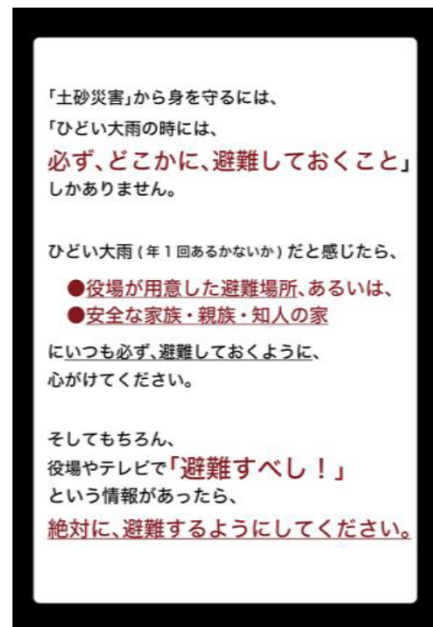 「土砂災害」から身を守るには、
「ひどい大雨の時には、
必ず、どこかに、避難しておくこと」
しかありません。
ひどい大雨(年1回あるかないか)だと感じたら、
●役場が用意した避難場所、あるいは、
●安全な家族・親族・知人の家
にいつも必ず、避難しておくように、
心がけてください。
そしてもちろん、
役場やテレビで「避難すべし！」
という情報があったら、
絶対に、避難するようにしてください。